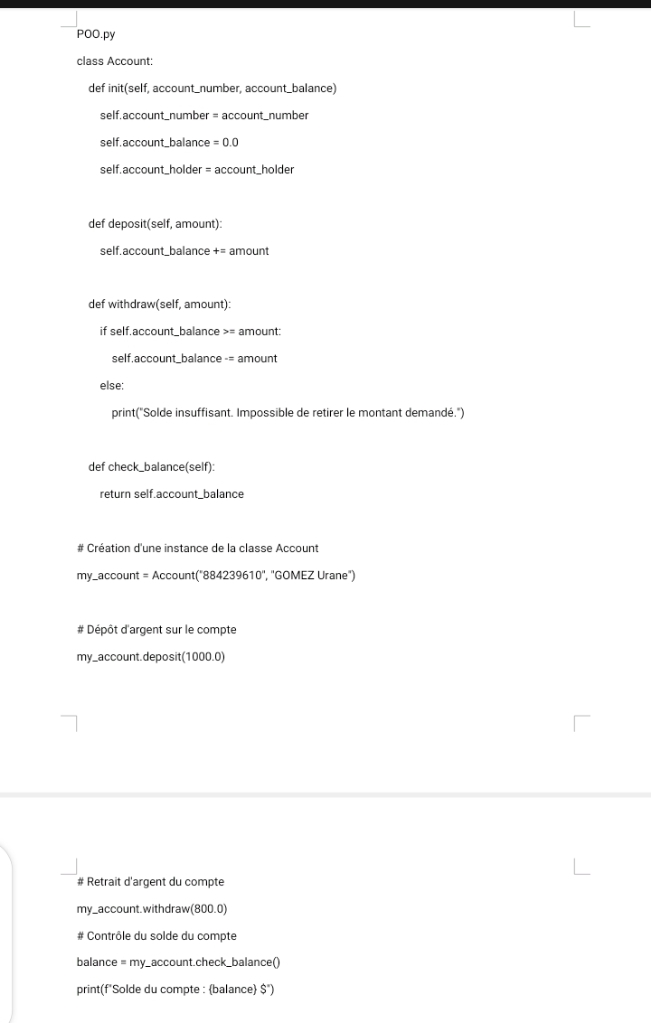 POO.py
class Account:
def init(self, account_number, account_balance)
self.account_number = account_number
self.account_balance = 0.0
self.account_holder = account_holder
def deposit(self, amount):
self.account_balance += amount
def withdraw(self, amount):
if self.account_balance >= amount:
self.account_balance -= amount
else:
print("Solde insuffisant. Impossible de retirer le montant demandé.")
def check_balance(self):
return self.account_balance
# Création d'une instance de la classe Account
my_account = Account("884239610", "GOMEZ Urane")
# Dépôt d'argent sur le compte
my_account.deposit(1000.0)
# Retrait d'argent du compte
my_account.withdraw(800.0)
# Contrôle du solde du compte
balance = my_account.check_balance()
print(f"Solde du compte : {balance} $")